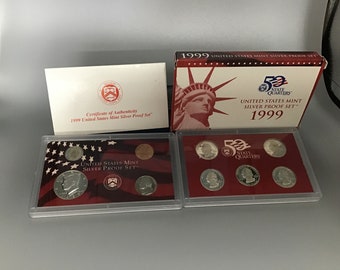 Certificate of Authenticity
1999 United States Mint Silver Proof Set
1999 UNITED STATES MINT SILVER PROOF SET
50
STATE
QUARTERS
UNITED STATES MINT
SILVER PROOF SET
1999
UNITED STATES MINT
SILVER PROOF SET
50
STATE
QUARTERS